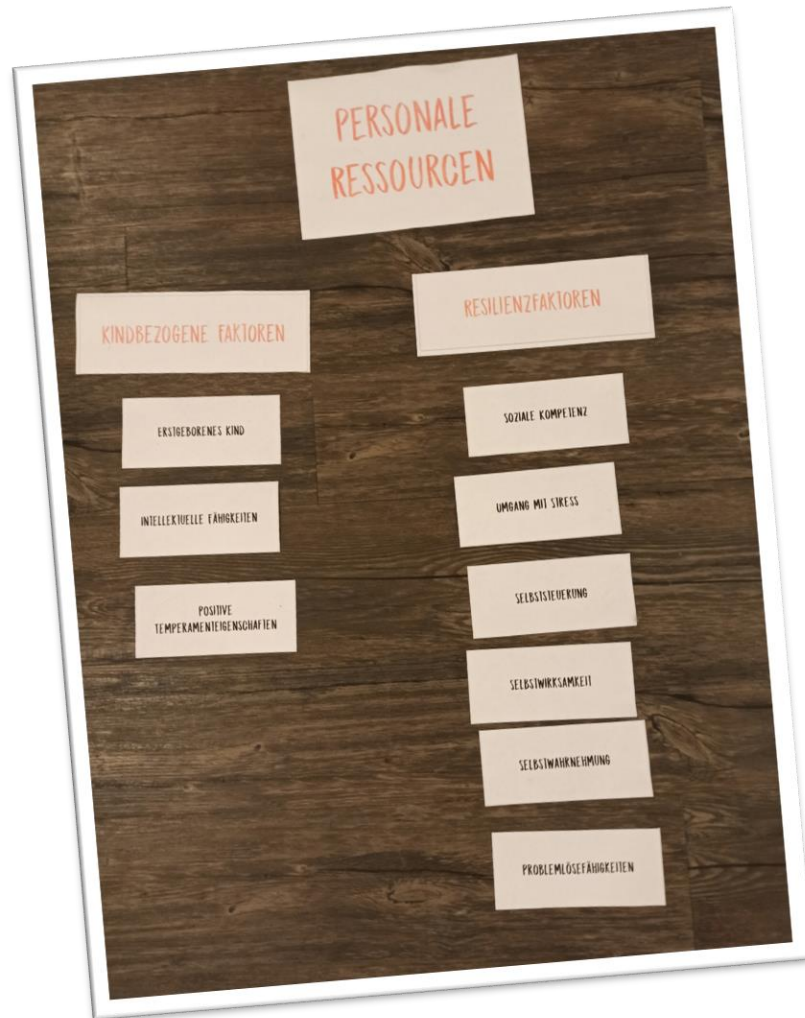 PERSONALE
RESSOURCEN
KINDBEZOGENE FAKTOREN
ERSTGEBORENES KIND
INTELLEKTUELLE FÄHIGKEITEN
POSITIVE
TEMPERAMENTEIGENSCHAFTEN
RESILIENZFAKTOREN
SOZIALE KOMPETENZ
UMGANG MIT STRESS
SELBSTSTEUERUNG
SELBSTWIRKSAMKEIT
SELBSTWAHRNEHMUNG
PROBLEMLÖSEFÄHIGKEITEN